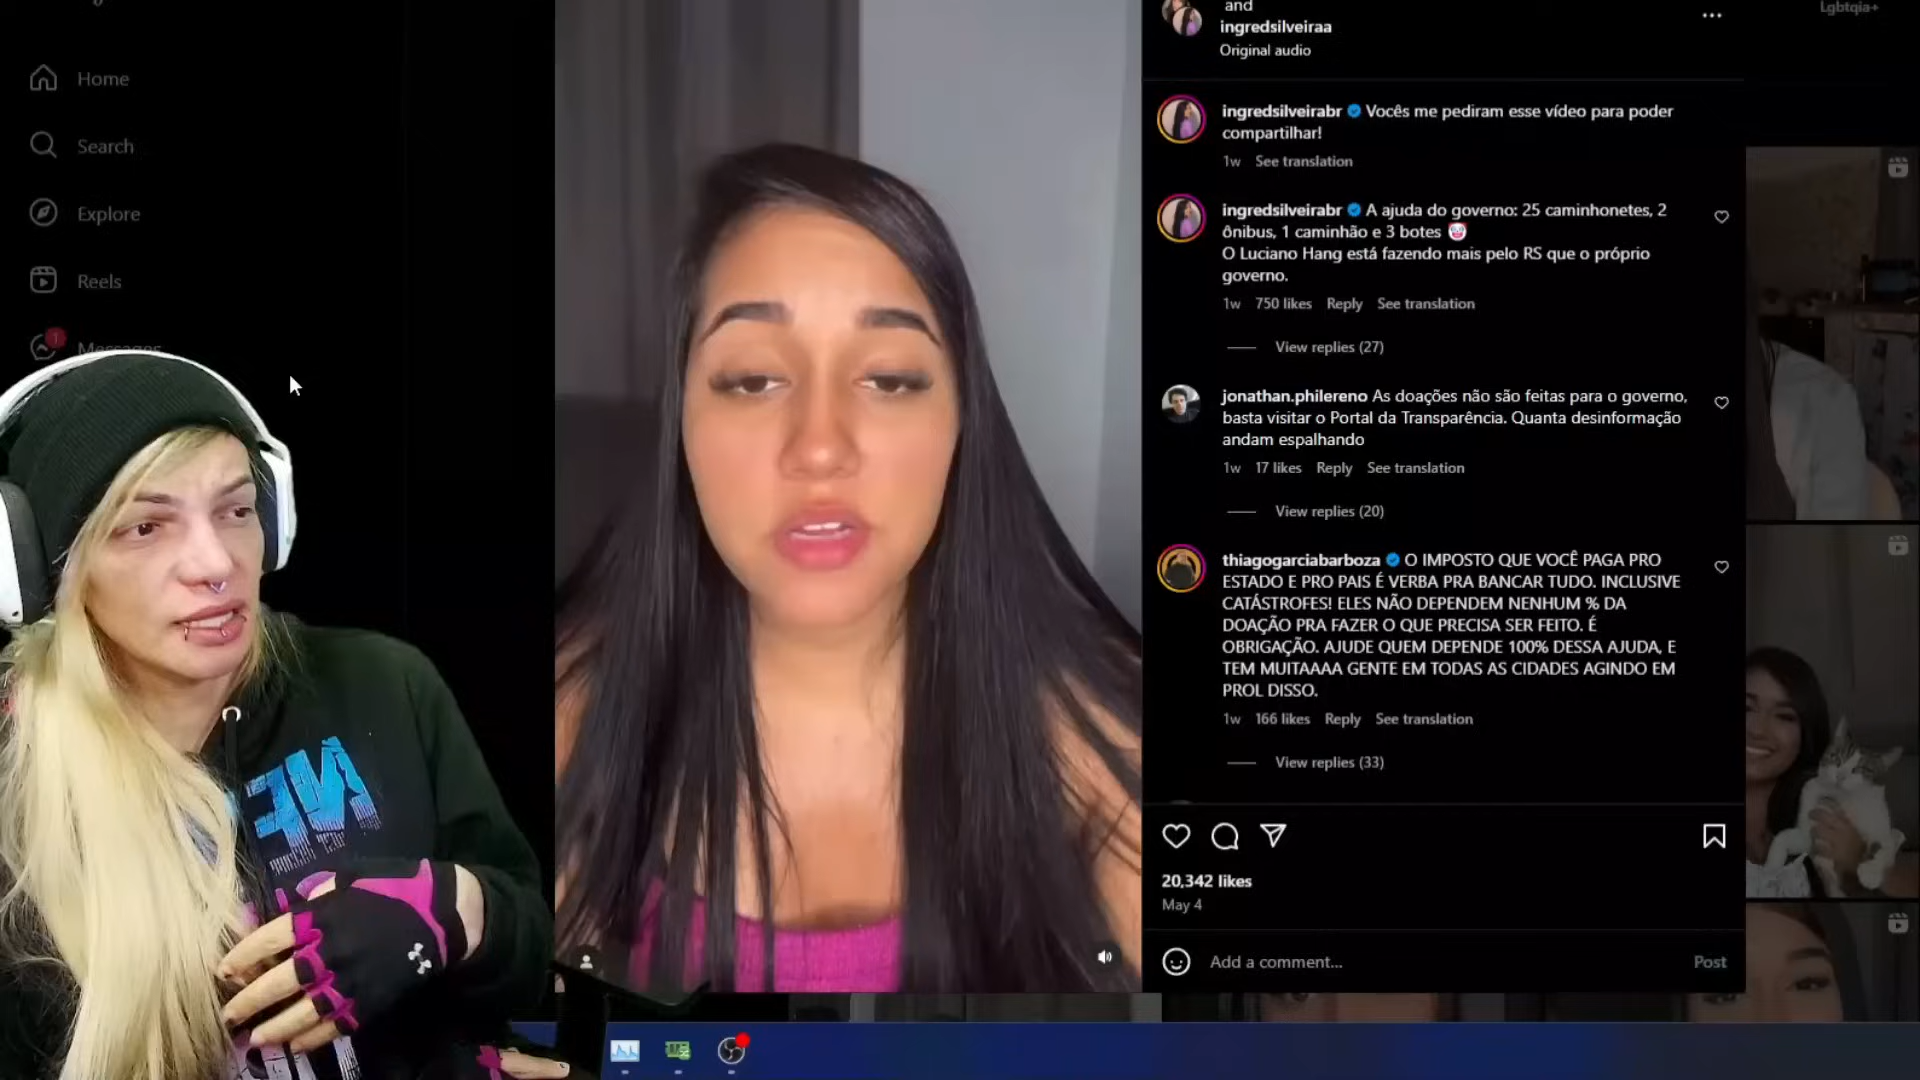 Home
Search
Explore
Reels
1
Messages
and
ingredsilveiraa
Original audio
Lgbtqia+
ingredsilveirabr Vocês me pediram esse vídeo para poder
compartilhar!
1w See translation
ingredsilveirabr A ajuda do governo: 25 caminhonetes, 2
ônibus, 1 caminhão e 3 botes 🤡
O Luciano Hang está fazendo mais pelo RS que o próprio
governo.
1w 750 likes Reply See translation
View replies (27)
jonathan.philereno As doações não são feitas para o governo,
basta visitar o Portal da Transparência. Quanta desinformação
andam espalhando
1w 17 likes Reply See translation
View replies (20)
thiagogarciabarboza O IMPOSTO QUE VOCÊ PAGA PRO
ESTADO E PRO PAIS É VERBA PRA BANCAR TUDO. INCLUSIVE
CATÁSTROFES! ELES NÃO DEPENDEM NENHUM % DA
DOAÇÃO PRA FAZER O QUE PRECISA SER FEITO. É
OBRIGAÇÃO. AJUDE QUEM DEPENDE 100% DESSA AJUDA, E
TEM MUITAAAA GENTE EM TODAS AS CIDADES AGINDO EM
PROL DISSO.
1w 166 likes Reply See translation
View replies (33)
20,342 likes
May 4
Add a comment...
Post